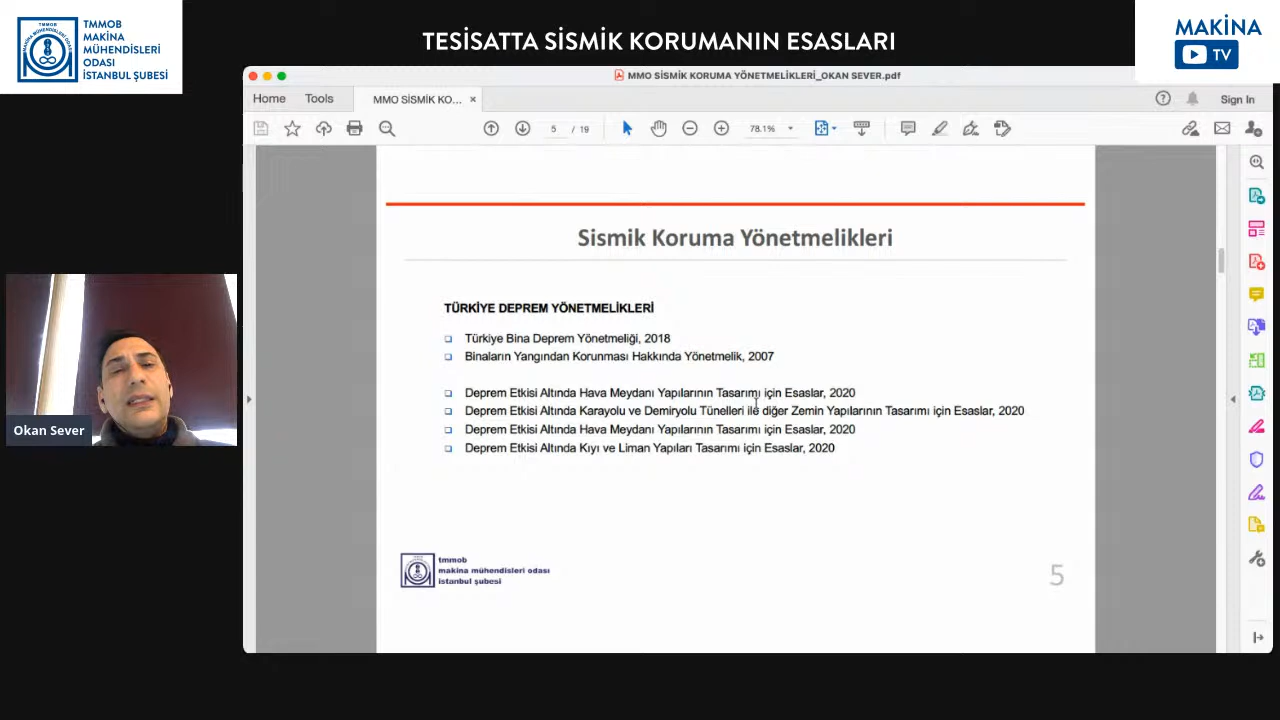 TMMOB
MAKİNA
MÜHENDİSLERİ
ODASI
İSTANBUL ŞUBESİ
TESİSATTA SİSMİK KORUMANIN ESASLARI
MAKİNA
TV
MMO SİSMİK KORUMA YÖNETMELİKLERİ_OKAN SEVER.pdf
Home Tools MMO SİSMİK KO... × Sign In
5 / 19 78.1%
Sismik Koruma Yönetmelikleri
TÜRKİYE DEPREM YÖNETMELİKLERİ
Türkiye Bina Deprem Yönetmeliği, 2018
Binaların Yangından Korunması Hakkında Yönetmelik, 2007
Deprem Etkisi Altında Hava Meydanı Yapılarının Tasarımı için Esaslar, 2020
Deprem Etkisi Altında Karayolu ve Demiryolu Tünelleri ile diğer Zemin Yapılarının Tasarımı için Esaslar, 2020
Deprem Etkisi Altında Hava Meydanı Yapılarının Tasarımı için Esaslar, 2020
Deprem Etkisi Altında Kıyı ve Liman Yapıları Tasarımı için Esaslar, 2020
Okan Sever
tmmob
makina mühendisleri odası
istanbul şubesi
5